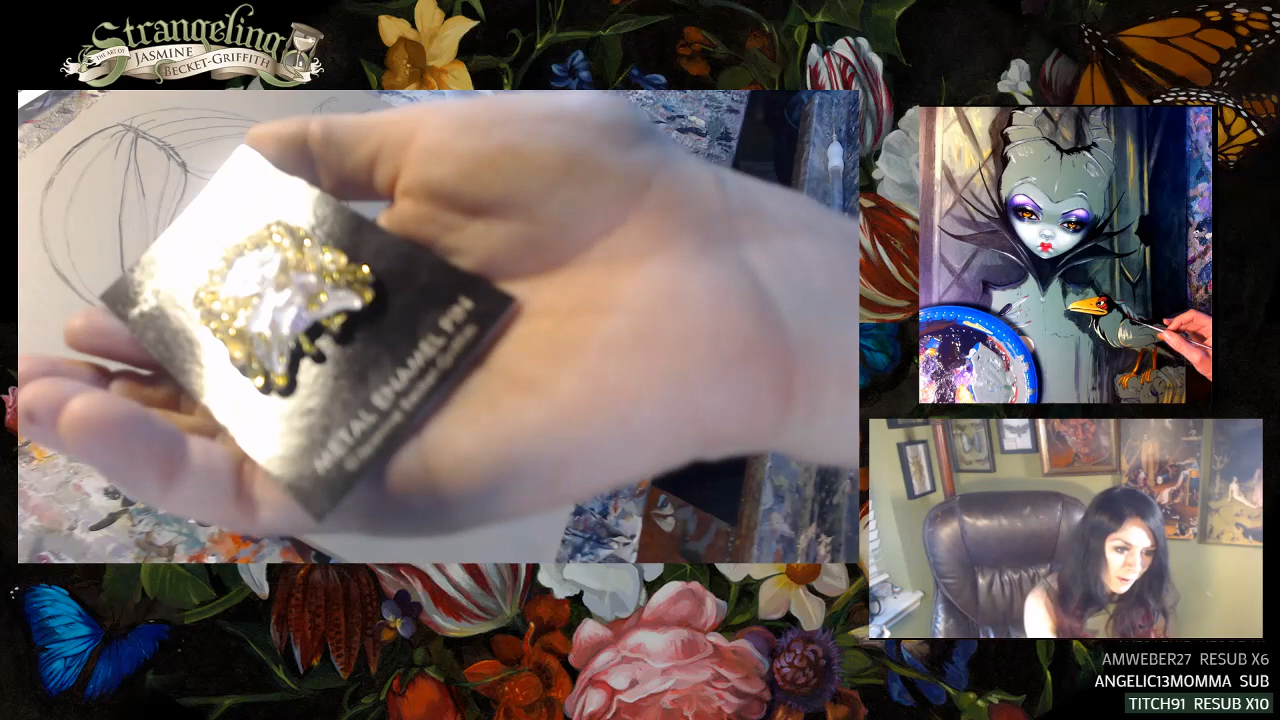 Strangeling
THE ART OF
JASMINE
BECKET-GRIFFITH
METAL ENAMEL PIN
AMWEBER27 RESUB X6
ANGELIC13MOMMA SUB
TITCH91 RESUB X10